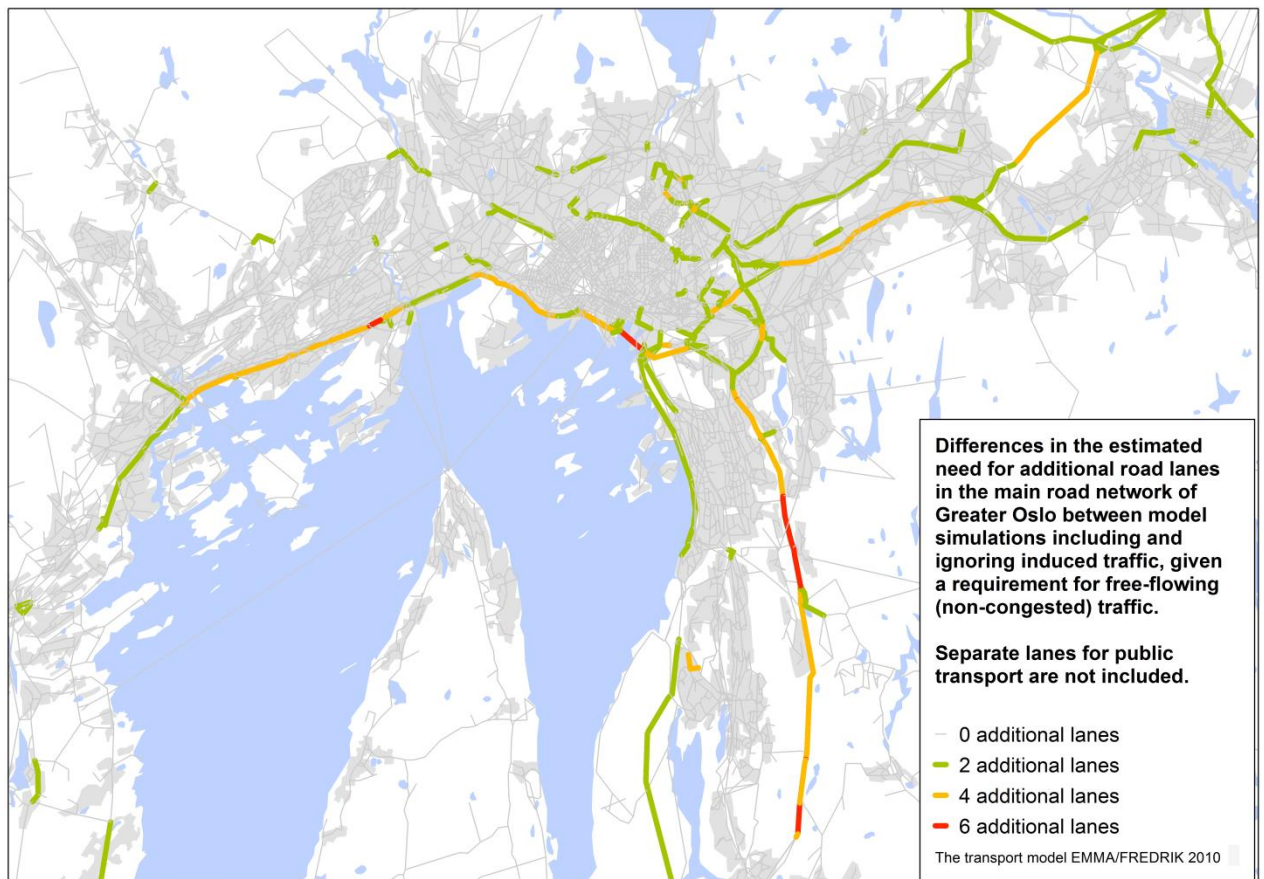 Differences in the estimated
need for additional road lanes
in the main road network of
Greater Oslo between model
simulations including and
ignoring induced traffic, given
a requirement for free-flowing
(non-congested) traffic.
Separate lanes for public
transport are not included.
0 additional lanes
2 additional lanes
4 additional lanes
6 additional lanes
The transport model EMMA/FREDRIK 2010